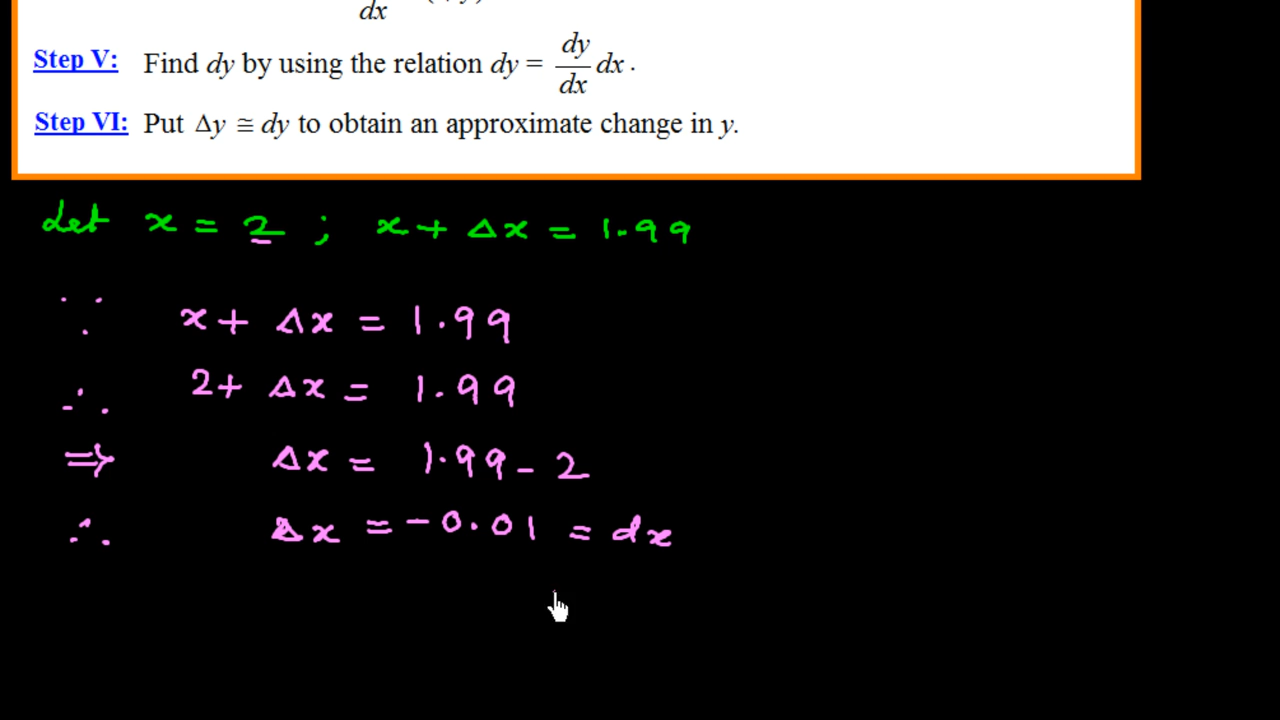 dx
Step V: Find dy by using the relation dy = dy/dx dx.
Step VI: Put Δy ≅ dy to obtain an approximate change in y.
Let x = 2 ; x + Δx = 1.99
∵ x + Δx = 1.99
∴ 2 + Δx = 1.99
⇒ Δx = 1.99 - 2
∴ Δx = -0.01 = dx